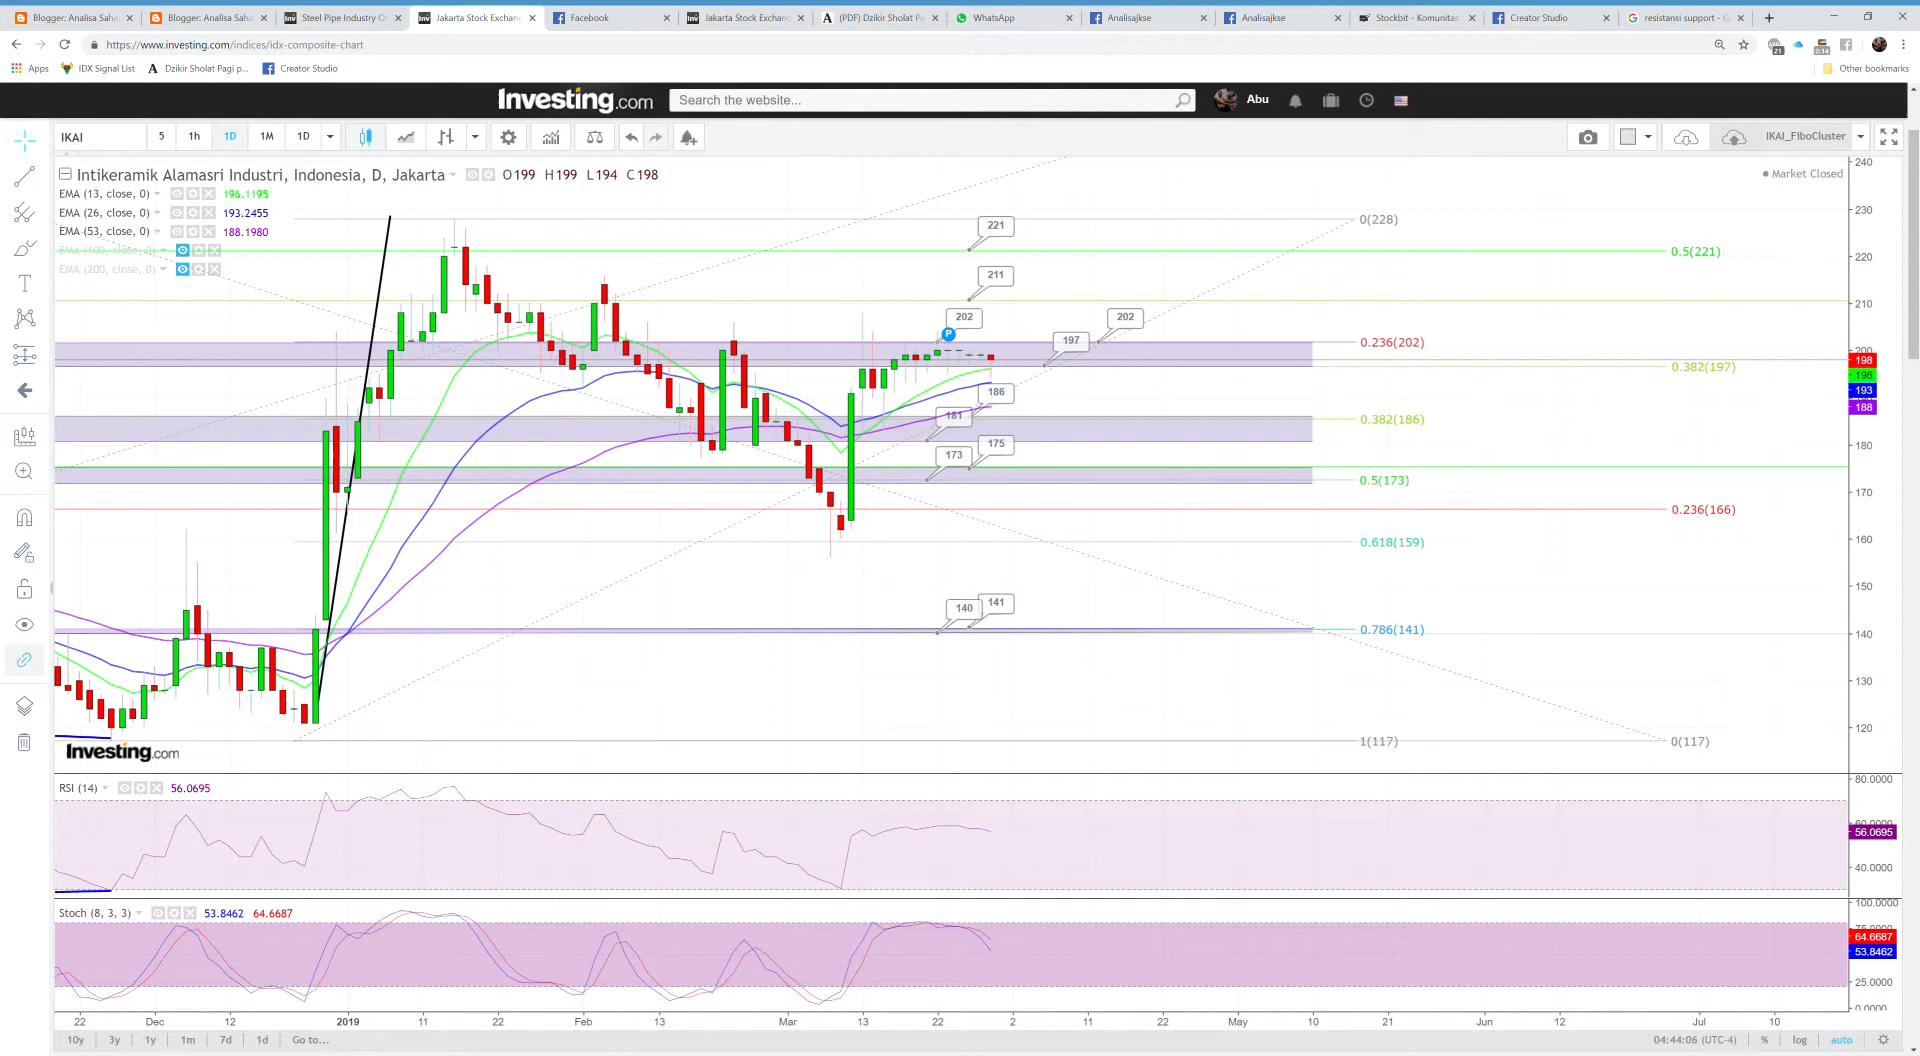 Blogger: Analisa Saha
Blogger: Analisa Saha
Steel Pipe Industry Of
Jakarta Stock Exchan
Facebook
Jakarta Stock Exchan
(PDF) Dzikir Sholat P
WhatsApp
Analisajkse
Analisajkse
Stockbit - Komunitas
Creator Studio
resistansi support - G
https://www.investing.com/indices/idx-composite-chart
21
2:14
Apps
IDX Signal List
Dzikir Sholat Pagi p...
Creator Studio
Other bookmarks
Investing.com
Search the website...
Abu
IKAI
5
1h
1D
1M
1D
IKAI_FiboCluster
Intikeramik Alamasri Industri, Indonesia, D, Jakarta
O199 H199 L194 C198
Market Closed
EMA (13, close, 0) 196.1195
EMA (26, close, 0) 193.2455
EMA (53, close, 0) 188.1980
EMA (100, close, 0)
EMA (200, close, 0)
240
230
220
210
200
198
196
193
188
180
170
160
150
140
130
120
0(228)
0.5(221)
0.236(202)
0.382(197)
0.382(186)
0.5(173)
0.236(166)
0.618(159)
0.786(141)
1(117)
0(117)
221
211
202
P
197
202
186
181
175
173
140
141
Investing.com
RSI (14) 56.0695
80.0000
56.0695
40.0000
Stoch (8, 3, 3) 53.8462 64.6687
100.0000
64.6687
53.8462
25.0000
0.0000
22
Dec
12
2019
11
22
Feb
13
Mar
13
22
2
11
22
May
10
21
Jun
12
Jul
10
10y
3y
1y
1m
7d
1d
Go to...
04:44:06 (UTC-4)
%
log
auto